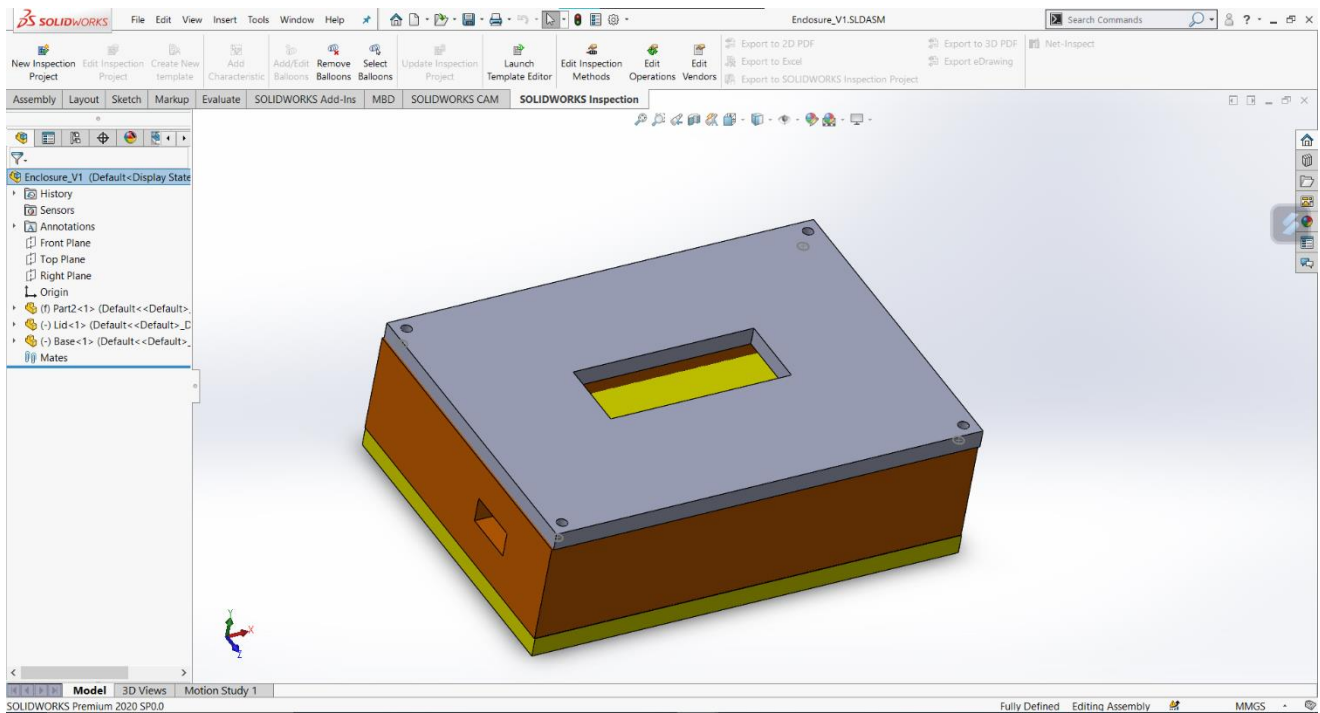 SOLIDWORKS File Edit View Insert Tools Window Help Enclosure_V1.SLDASM Search Commands
New Inspection Project
Edit Inspection Project
Create New template
Add Characteristic
Add/Edit Balloons
Remove Balloons
Select Balloons
Update Inspection Project
Launch Template Editor
Edit Inspection Methods
Edit Operations
Edit Vendors
Export to 2D PDF
Export to Excel
Export to SOLIDWORKS Inspection Project
Export to 3D PDF
Export eDrawing
Net-Inspect
Assembly Layout Sketch Markup Evaluate SOLIDWORKS Add-Ins MBD SOLIDWORKS CAM SOLIDWORKS Inspection
Enclosure_V1 (Default<Display State
History
Sensors
Annotations
Front Plane
Top Plane
Right Plane
Origin
(f) Part2<1> (Default<<Default>
(-) Lid<1> (Default<<Default>_D
(-) Base<1> (Default<<Default>_
Mates
Y
X
Z
Model 3D Views Motion Study 1
SOLIDWORKS Premium 2020 SP0.0 Fully Defined Editing Assembly MMGS